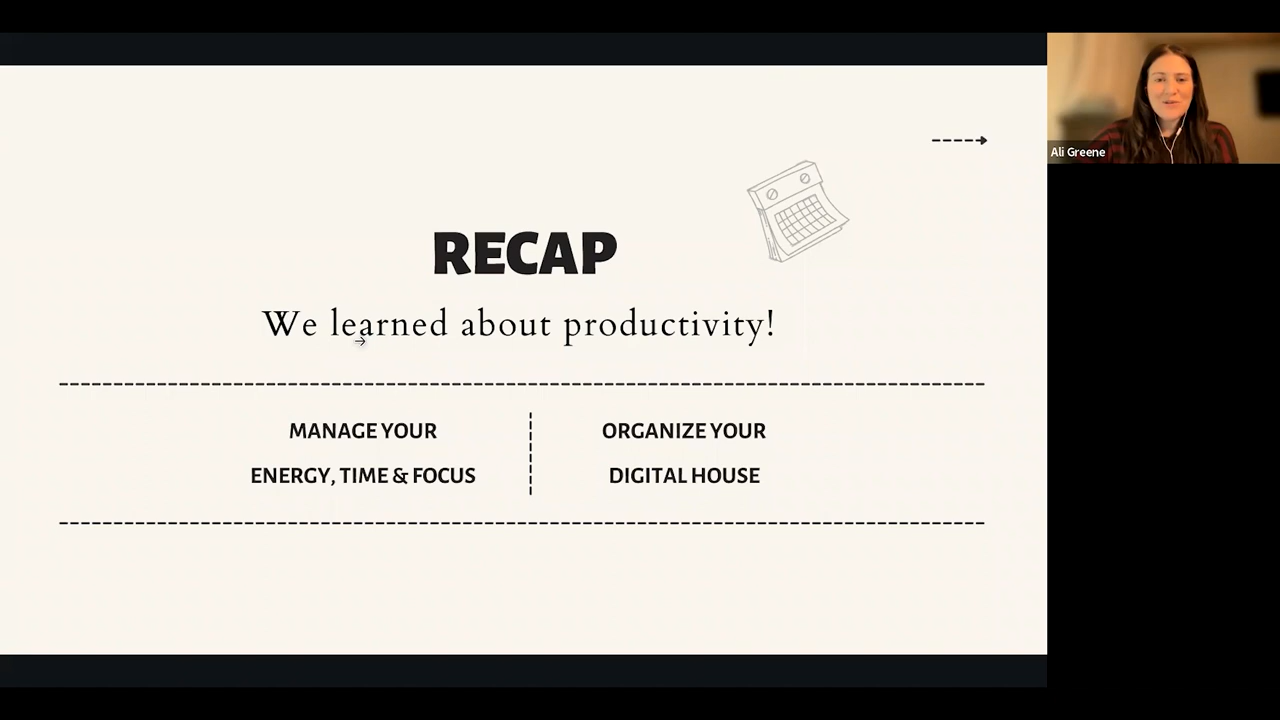 RECAP
We learned about productivity!
MANAGE YOUR
ENERGY, TIME & FOCUS
ORGANIZE YOUR
DIGITAL HOUSE
Ali Greene